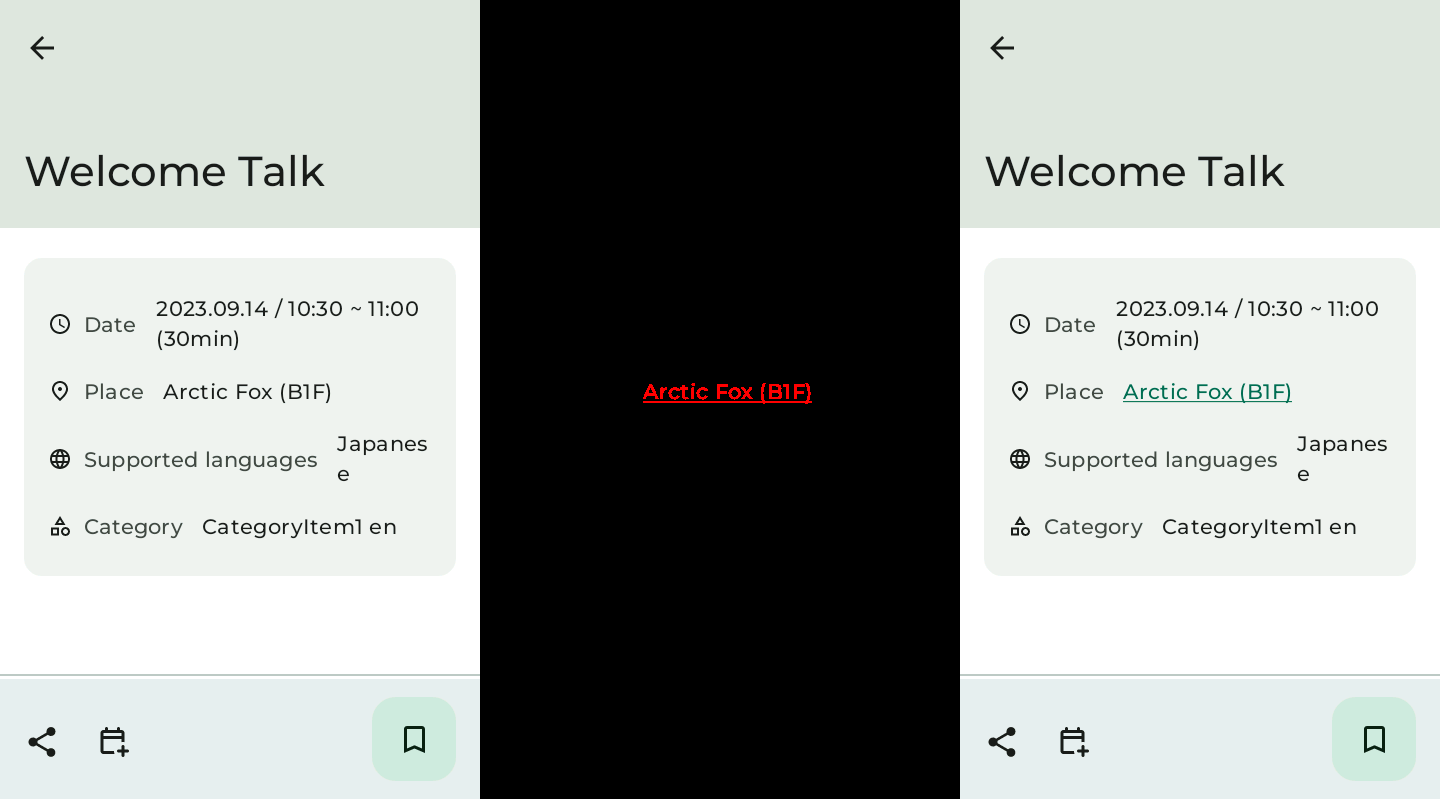 Welcome Talk
Date 2023.09.14 / 10:30 ~ 11:00
(30min)
Place Arctic Fox (B1F)
Supported languages Japanes
e
Category CategoryItem1 en
Arctic Fox (B1F)
Welcome Talk
Date 2023.09.14 / 10:30 ~ 11:00
(30min)
Place Arctic Fox (B1F)
Supported languages Japanes
e
Category CategoryItem1 en